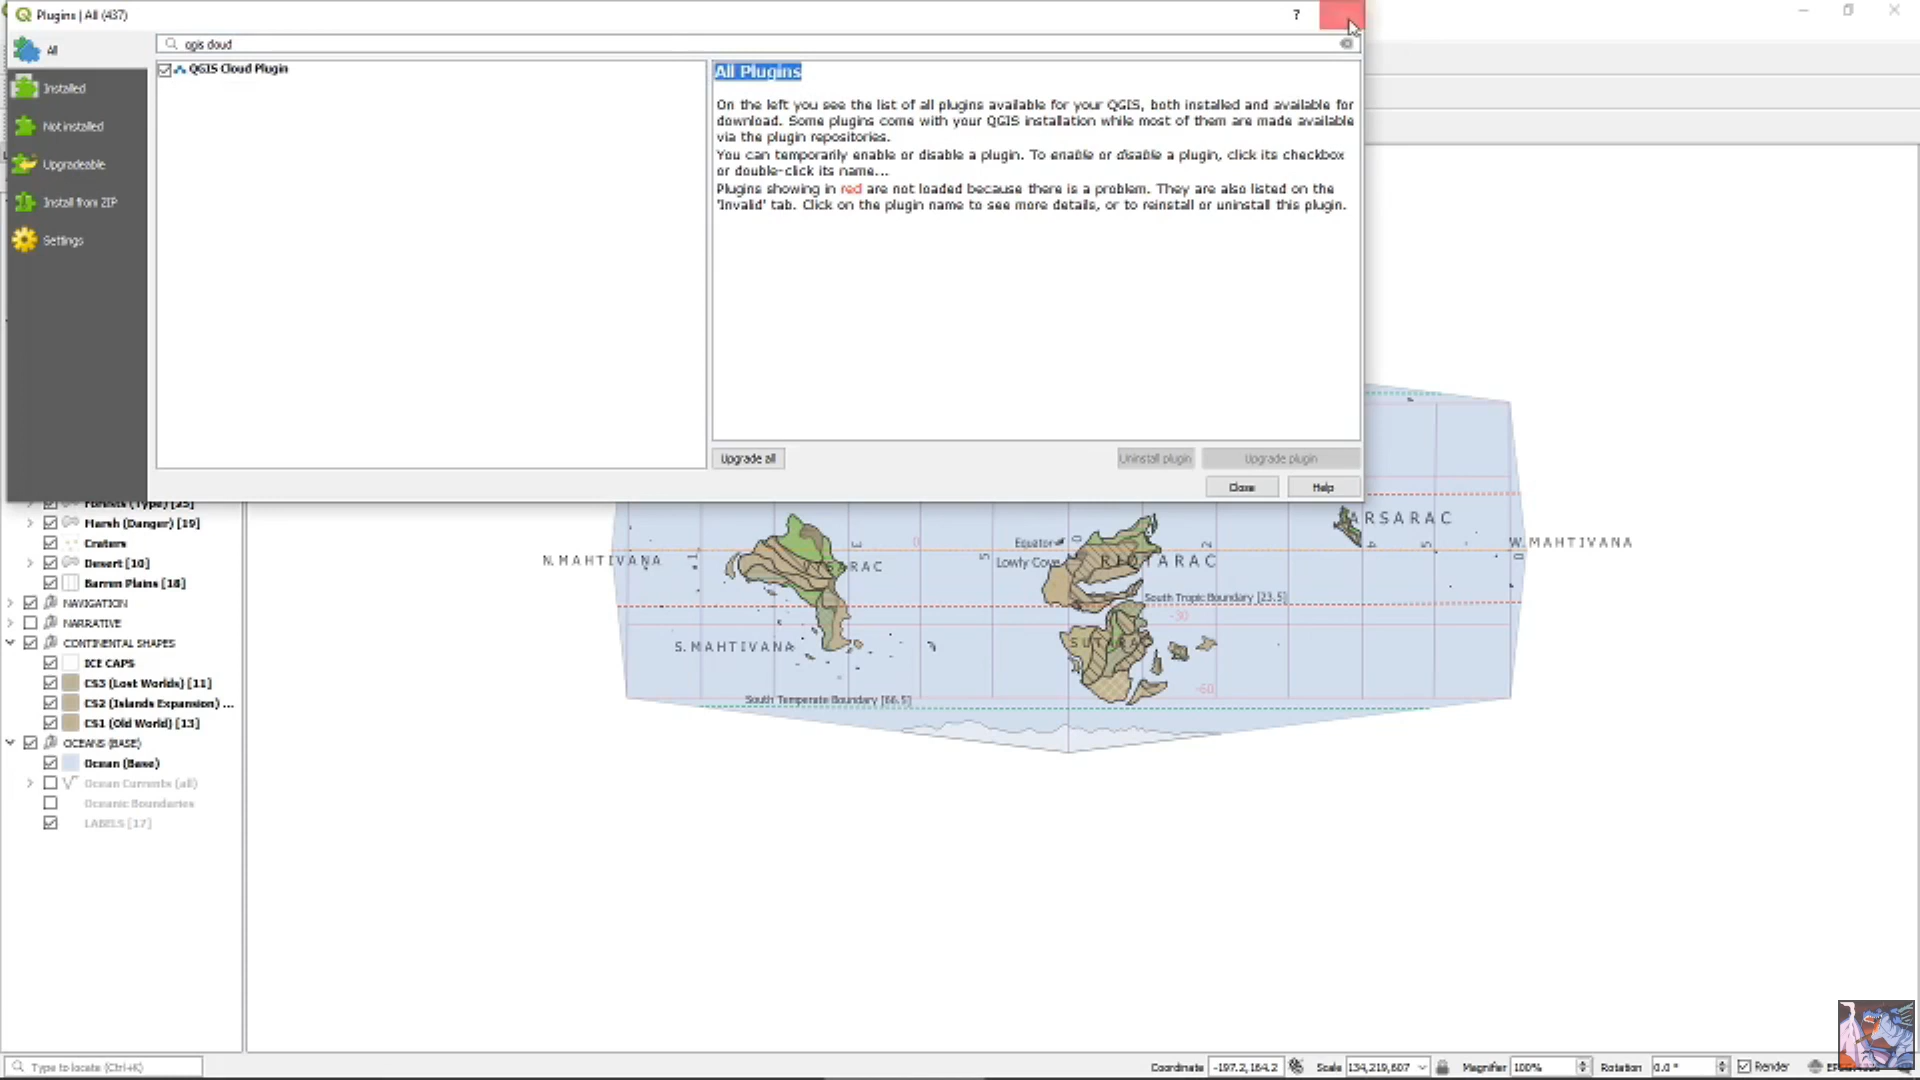 Plugins | All (437)
?
All
qgis cloud
Installed
Not installed
Upgradeable
Install from ZIP
Settings
QGIS Cloud Plugin
All Plugins
On the left you see the list of all plugins available for your QGIS, both installed and available for
download. Some plugins come with your QGIS installation while most of them are made available
via the plugin repositories.
You can temporarily enable or disable a plugin. To enable or disable a plugin, click its checkbox
or double-click its name...
Plugins showing in red are not loaded because there is a problem. They are also listed on the
'Invalid' tab. Click on the plugin name to see more details, or to reinstall or uninstall this plugin.
Upgrade all
Uninstall plugin
Upgrade plugin
Close
Help
Forests (Type) [25]
Marsh (Danger) [19]
Craters
Desert [10]
Barren Plains [18]
NAVIGATION
NARRATIVE
CONTINENTAL SHAPES
ICE CAPS
CS3 (Lost Worlds) [11]
CS2 (Islands Expansion) ...
CS1 (Old World) [13]
OCEANS (BASE)
Ocean (Base)
Ocean Currents (all)
Oceanic Boundaries
LABELS [17]
N.MAHTIVANA
S.MAHTIVANA
Equator
Lowly Cove
ARSARAC
W.MAHTIVANA
South Tropic Boundary [23.5]
-30
-60
South Temperate Boundary [66.5]
Type to locate (Ctrl+K)
Coordinate
-197.2,164.2
Scale
134,219,607
Magnifier
100%
Rotation
0.0 °
Render